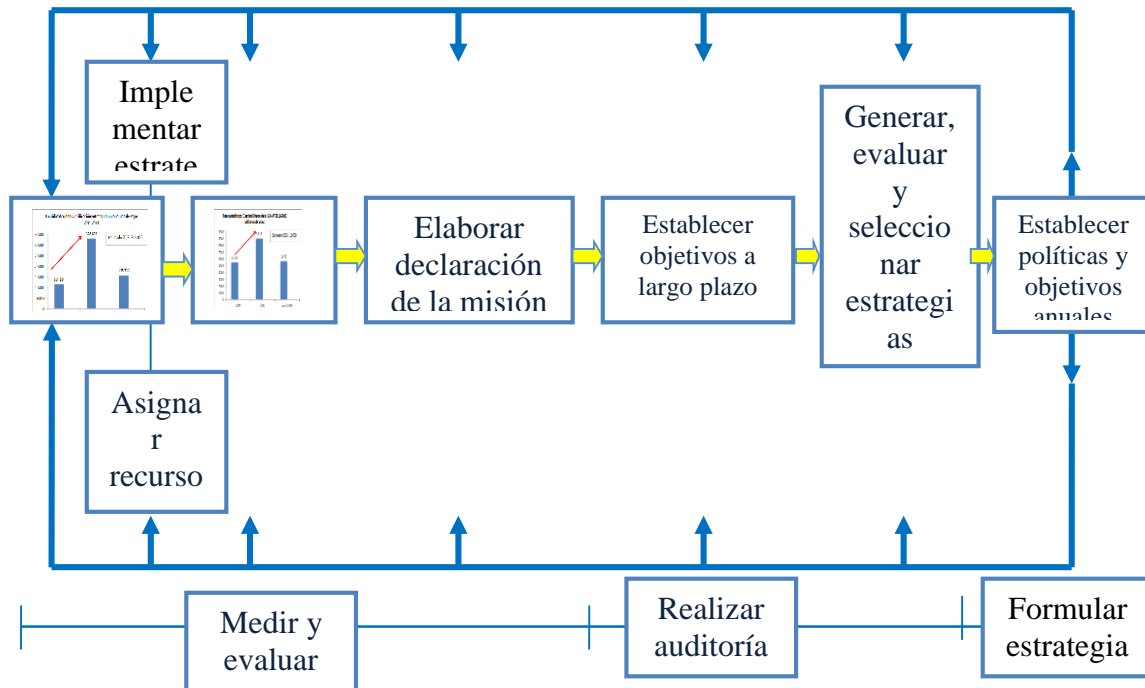 Imple
mentar
estrate
Elaborar
declaración
de la misión
Establecer
objetivos a
largo plazo
Generar,
evaluar
y
seleccio
nar
estrategi
as
Establecer
políticas y
objetivos
anuales
Asigna
r
recurso
Medir y
evaluar
Realizar
auditoría
Formular
estrategia